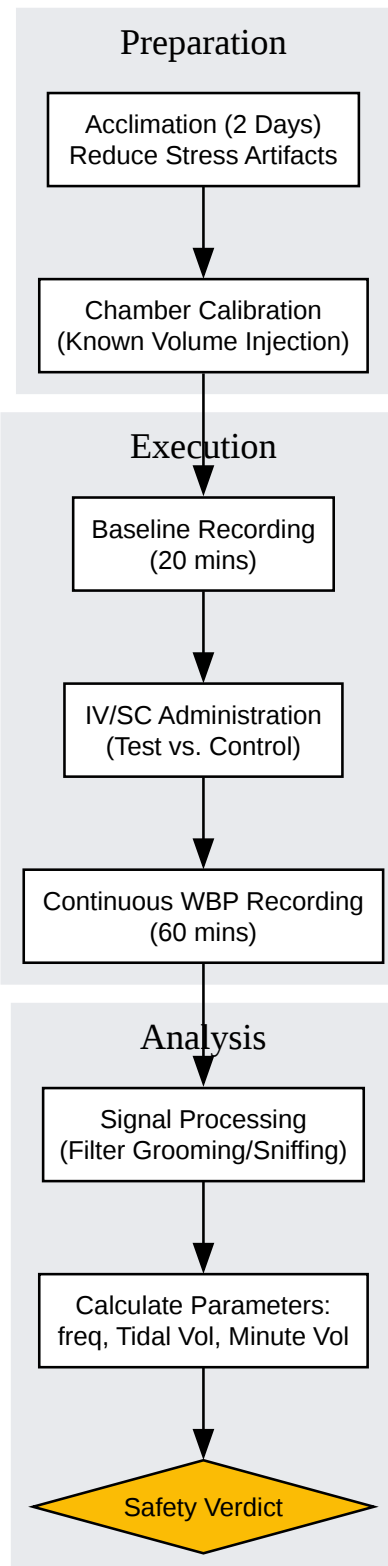 Preparation
Acclimation (2 Days)
Reduce Stress Artifacts
Chamber Calibration
(Known Volume Injection)
Execution
Baseline Recording
(20 mins)
IV/SC Administration
(Test vs. Control)
Continuous WBP Recording
(60 mins)
Analysis
Signal Processing
(Filter Grooming/Sniffing)
Calculate Parameters:
freq, Tidal Vol, Minute Vol
Safety Verdict